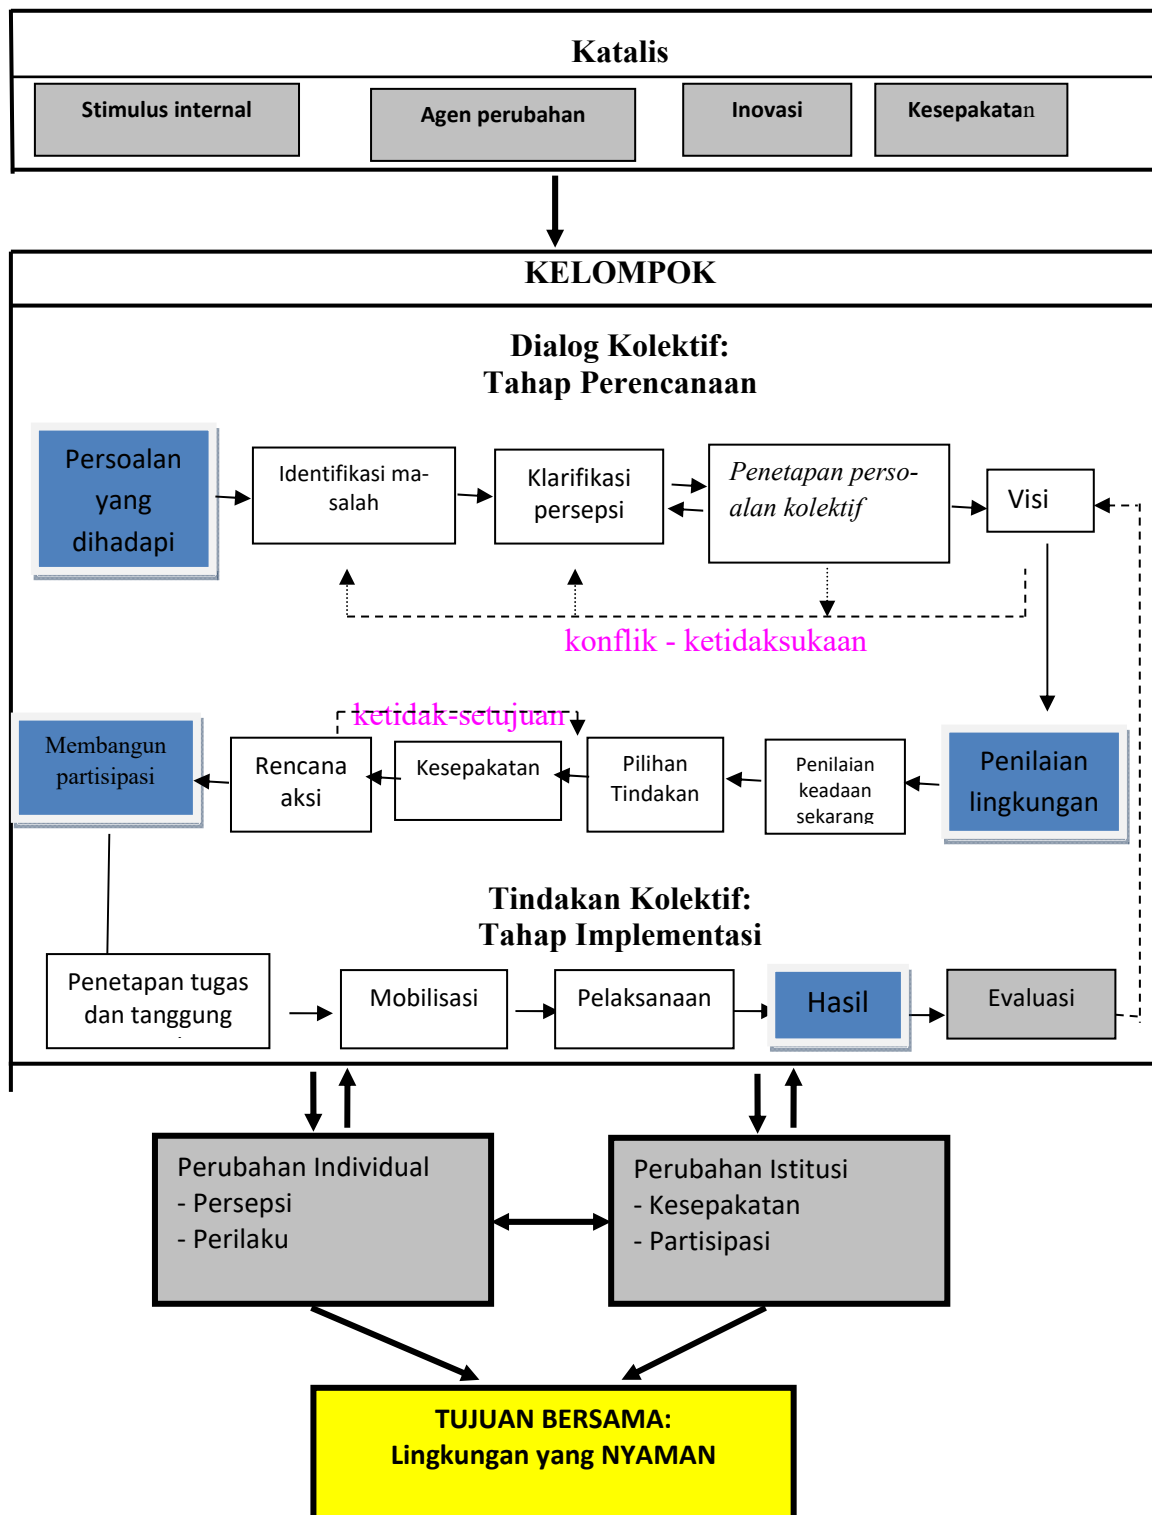 Katalis
Stimulus internal
Agen perubahan
Inovasi
Kesepakatan
KELOMPOK
Dialog Kolektif:
Tahap Perencanaan
Persoalan
yang
dihadapi
Identifikasi ma-
salah
Klarifikasi
persepsi
Penetapan perso-
alan kolektif
Visi
konflik - ketidaksukaan
ketidak-setujuan
Membangun
partisipasi
Rencana
aksi
Kesepakatan
Pilihan
Tindakan
Penilaian
keadaan
sekarang
Penilaian
lingkungan
Tindakan Kolektif:
Tahap Implementasi
Penetapan tugas
dan tanggung
Mobilisasi
Pelaksanaan
Hasil
Evaluasi
Perubahan Individual
- Persepsi
- Perilaku
Perubahan Istitusi
- Kesepakatan
- Partisipasi
TUJUAN BERSAMA:
Lingkungan yang NYAMAN